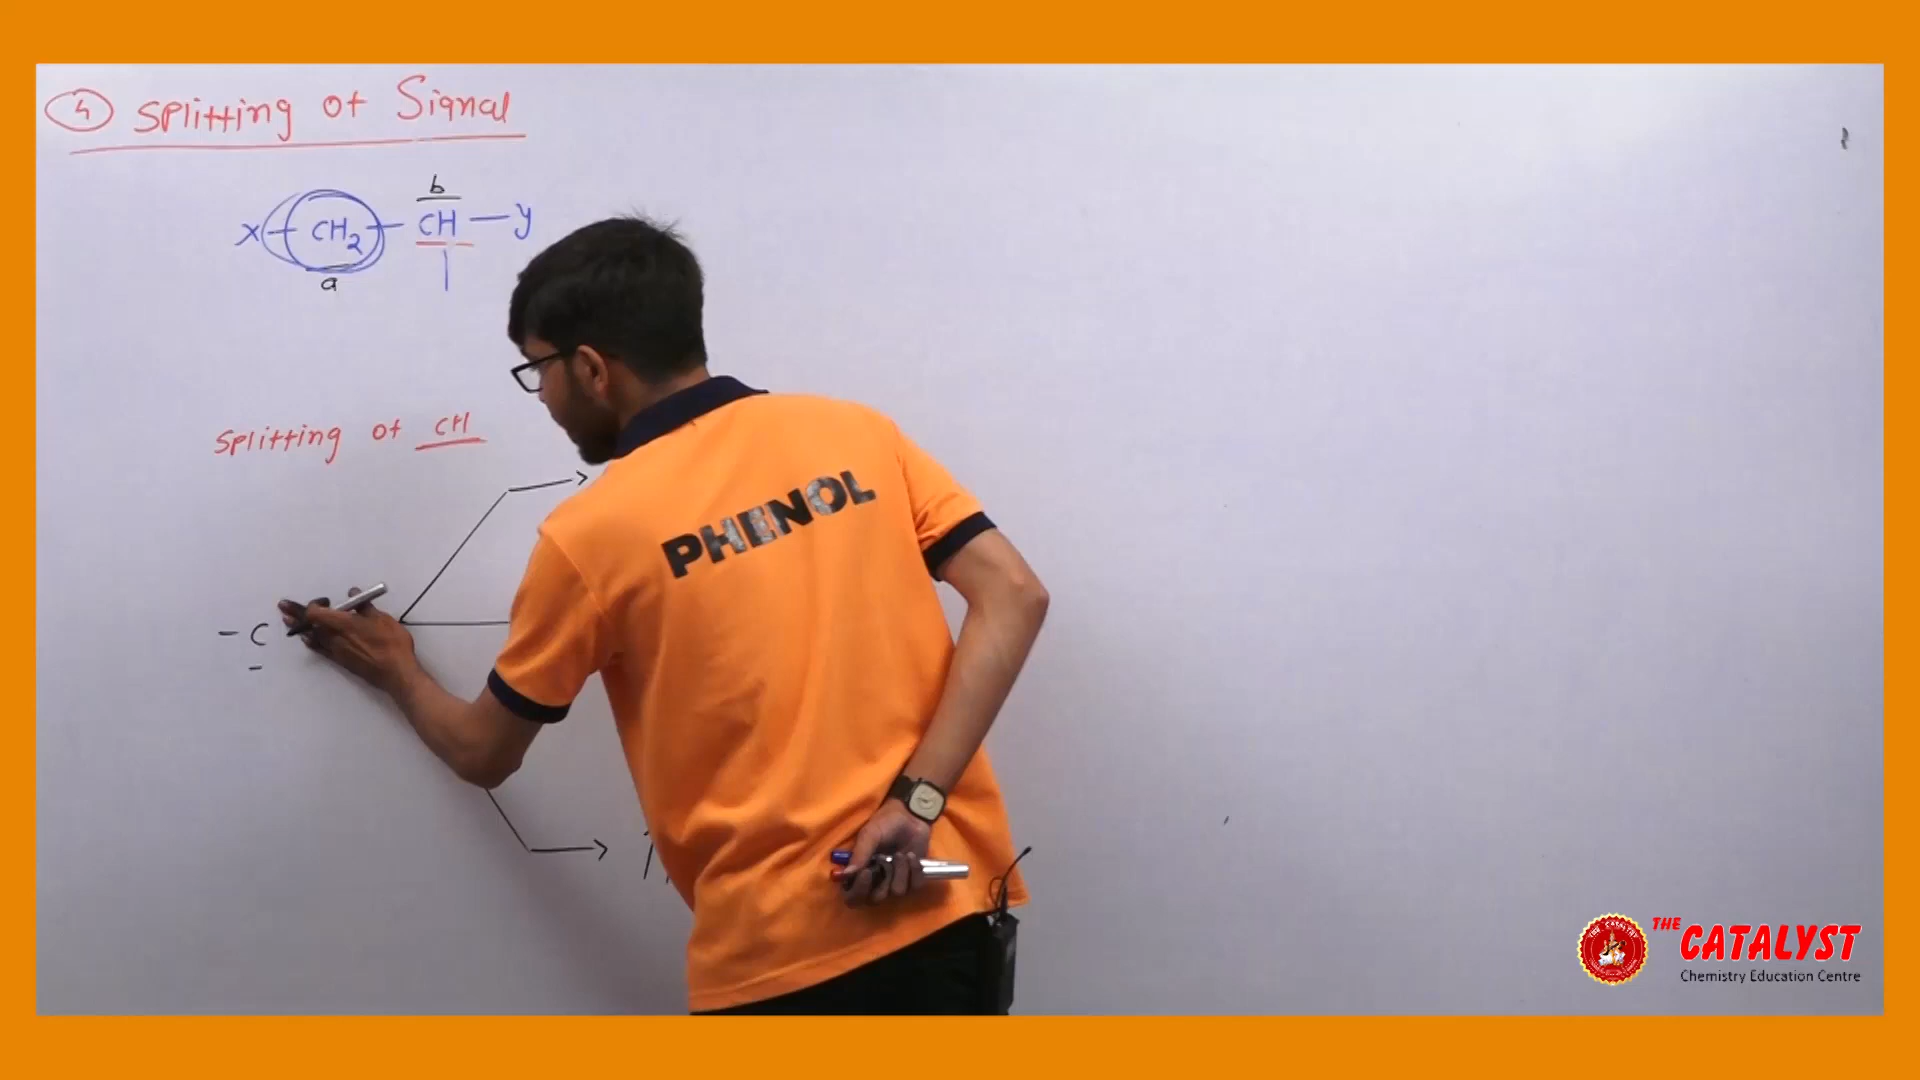 4 Splitting of Signal
b
X - CH2 - CH - y
a
Splitting of CH
PHENOL
- C
THE CATALYST
Chemistry Education Centre